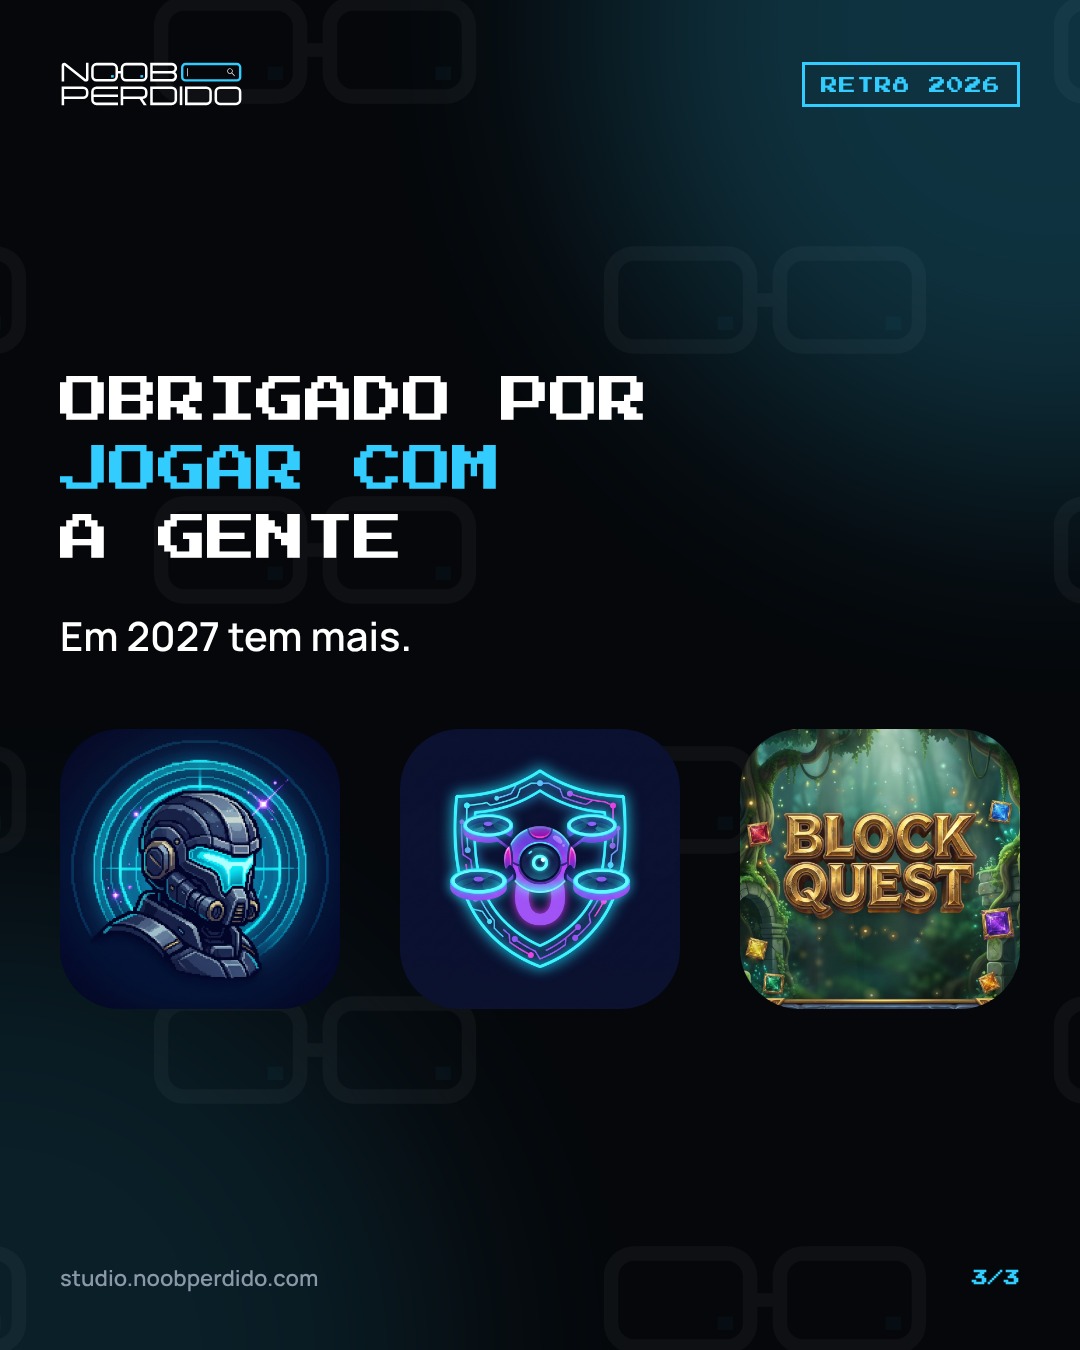 NOOB
PERDIDO
RETRÔ 2026
OBRIGADO POR
JOGAR COM
A GENTE
Em 2027 tem mais.
BLOCK
QUEST
studio.noobperdido.com
3/3